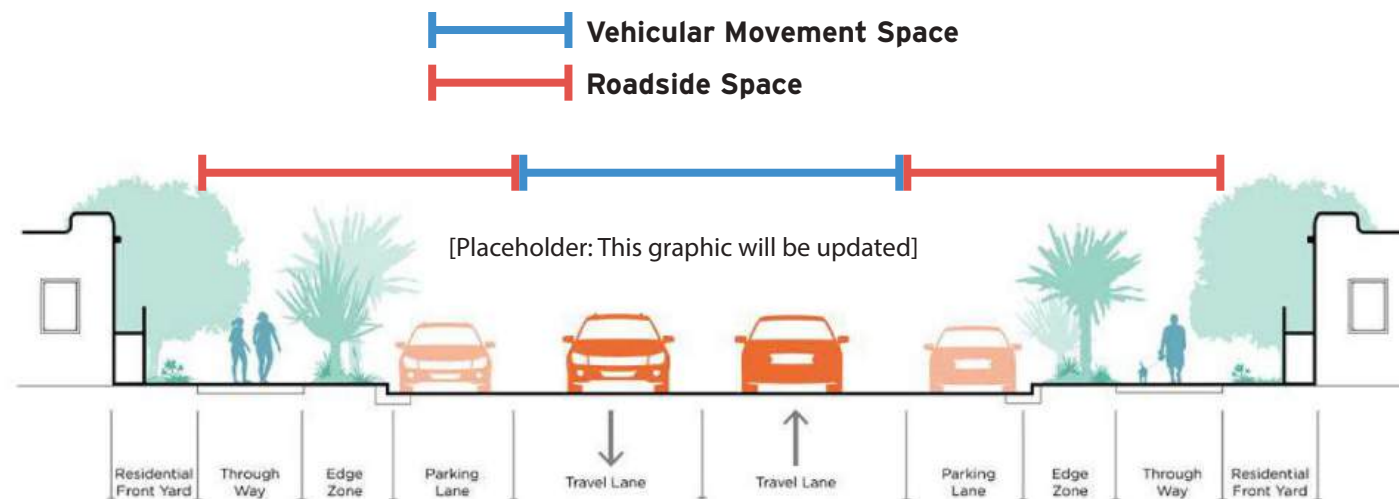 Vehicular Movement Space
Roadside Space
[Placeholder: This graphic will be updated]
Residential
Front Yard
Through
Way
Edge
Zone
Parking
Lane
Travel Lane
Travel Lane
Parking
Lane
Edge
Zone
Through
Way
Residential
Front Yard